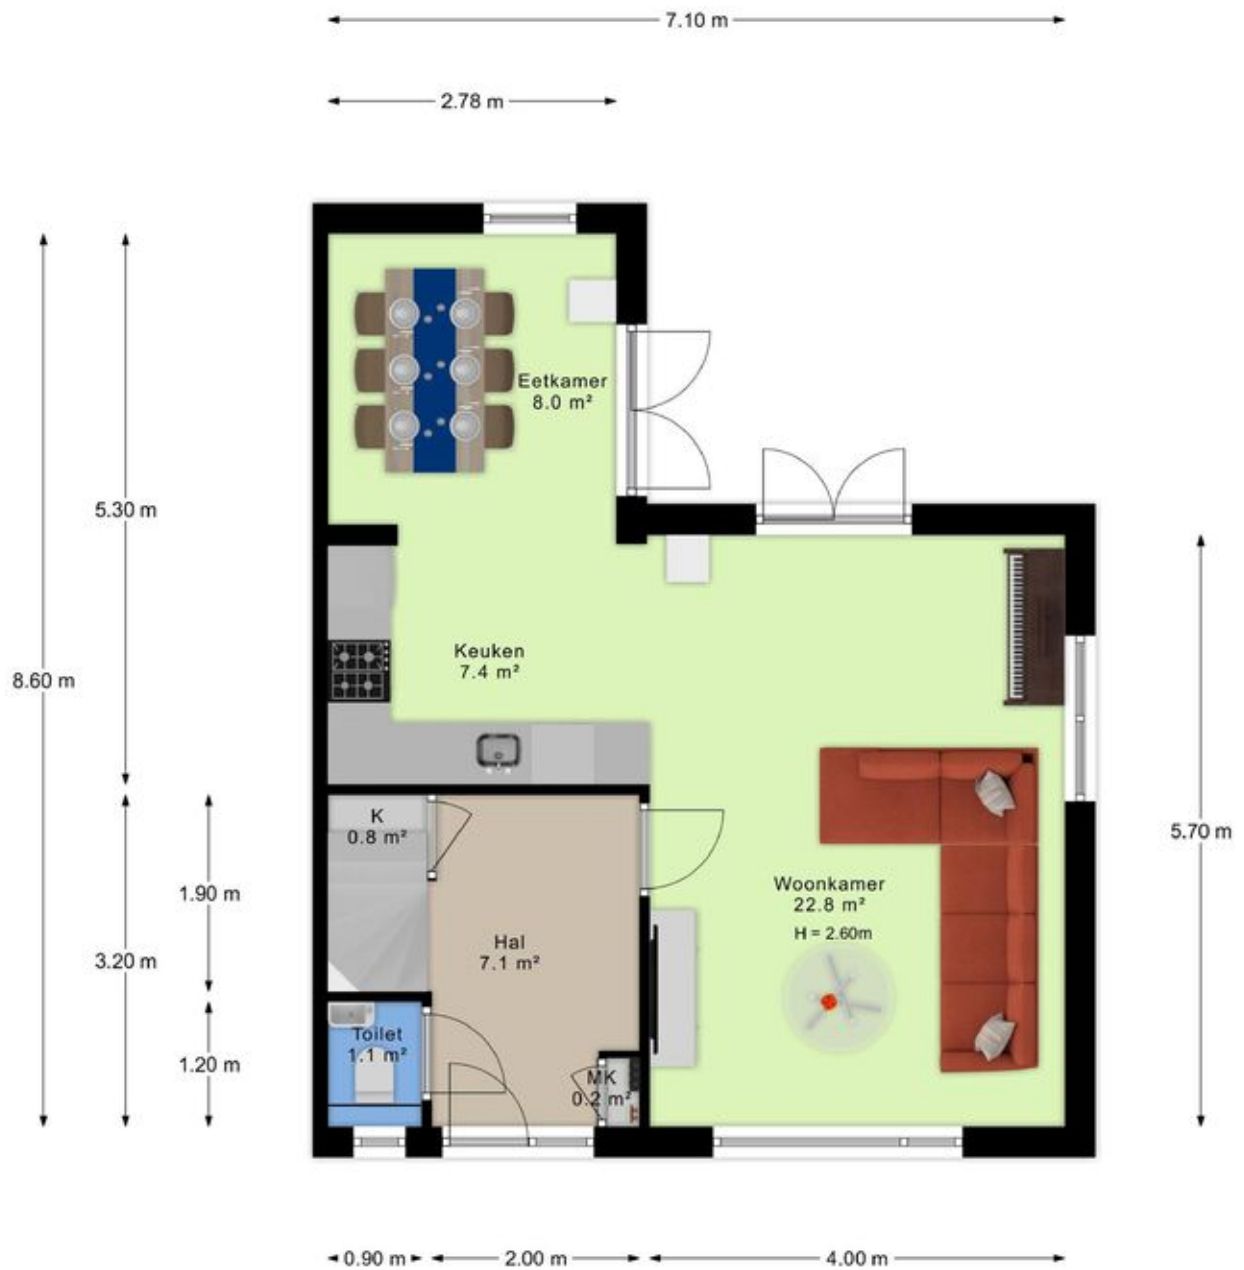 7.10 m
2.78 m
Eetkamer
8.0 m²
5.30 m
Keuken
7.4 m²
8.60 m
K
0.8 m²
5.70 m
1.90 m
Woonkamer
22.8 m²
H = 2.60m
Hal
7.1 m²
3.20 m
Toilet
1.1 m²
1.20 m
MK
0.2 m²
0.90 m
2.00 m
4.00 m